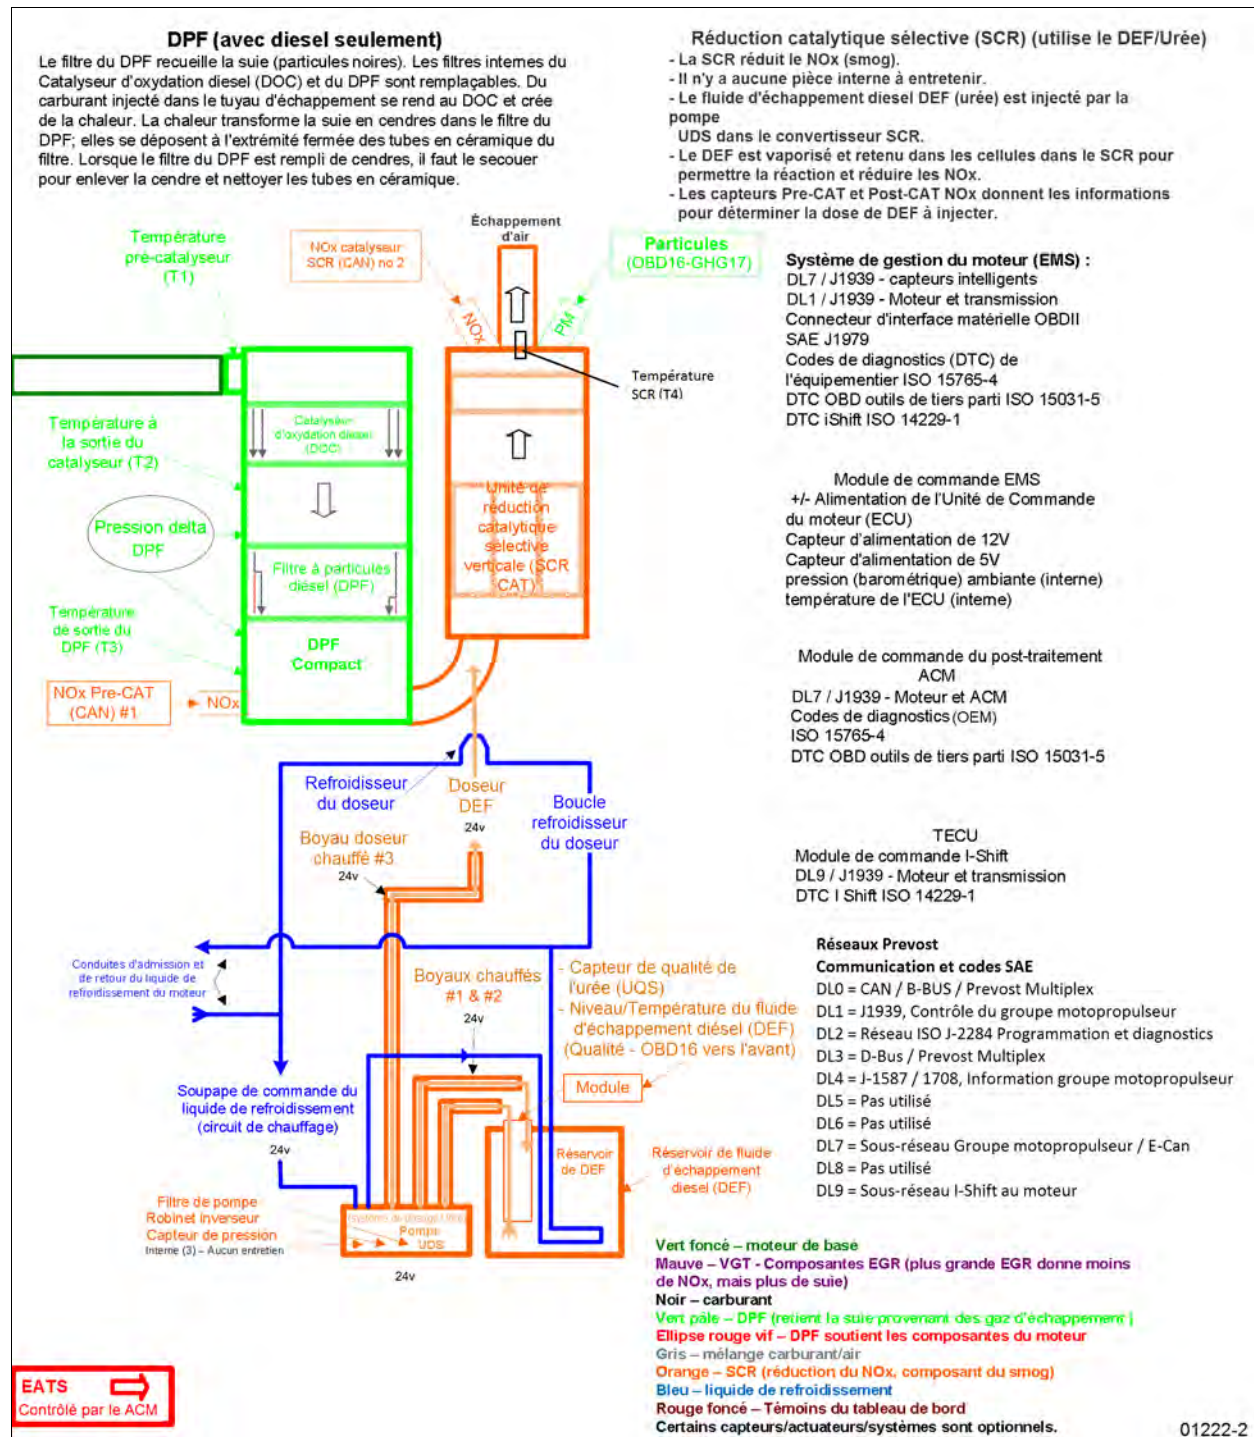 DPF (avec diesel seulement)
Le filtre du DPF recueille la suie (particules noires). Les filtres internes du
Catalyseur d'oxydation diesel (DOC) et du DPF sont remplaçables. Du
carburant injecté dans le tuyau d'échappement se rend au DOC et crée
de la chaleur. La chaleur transforme la suie en cendres dans le filtre du
DPF; elles se déposent à l'extrémité fermée des tubes en céramique du
filtre. Lorsque le filtre du DPF est rempli de cendres, il faut le secouer
pour enlever la cendre et nettoyer les tubes en céramique.
Réduction catalytique sélective (SCR) (utilise le DEF/Urée)
- La SCR réduit le NOx (smog).
- Il n'y a aucune pièce interne à entretenir.
- Le fluide d'échappement diesel DEF (urée) est injecté par la
pompe
UDS dans le convertisseur SCR.
- Le DEF est vaporisé et retenu dans les cellules dans le SCR pour
permettre la réaction et réduire les NOx.
- Les capteurs Pre-CAT et Post-CAT NOx donnent les informations
pour déterminer la dose de DEF à injecter.
Température
pré-catalyseur
(T1)
NOx catalyseur
SCR (CAN) no 2
Échappement
d'air
Particules
(OBD16-GHG17)
NOx
PM
Température
SCR (T4)
Température à
la sortie du
catalyseur (T2)
Catalyseur
d'oxydation diesel
(DOC)
Pression delta
DPF
Filtre à particules
diésel (DPF)
Température
de sortie du
DPF (T3)
DPF
Compact
NOx Pre-CAT
(CAN) #1
NOx
Unité de
réduction
catalytique
sélective
verticale (SCR
CAT)
Système de gestion du moteur (EMS) :
DL7 / J1939 - capteurs intelligents
DL1 / J1939 - Moteur et transmission
Connecteur d'interface matérielle OBDII
SAE J1979
Codes de diagnostics (DTC) de
l'équipementier ISO 15765-4
DTC OBD outils de tiers parti ISO 15031-5
DTC iShift ISO 14229-1
Module de commande EMS
+/- Alimentation de l'Unité de Commande
du moteur (ECU)
Capteur d'alimentation de 12V
Capteur d'alimentation de 5V
pression (barométrique) ambiante (interne)
température de l'ECU (interne)
Module de commande du post-traitement
ACM
DL7 / J1939 - Moteur et ACM
Codes de diagnostics (OEM)
ISO 15765-4
DTC OBD outils de tiers parti ISO 15031-5
TECU
Module de commande I-Shift
DL9 / J1939 - Moteur et transmission
DTC I Shift ISO 14229-1
Refroidisseur
du doseur
Doseur
DEF
24v
Boucle
refroidisseur
du doseur
Boyau doseur
chauffé #3
24v
Conduites d'admission et
de retour du liquide de
refroidissement du moteur
Boyaux chauffés
#1 & #2
24v
- Capteur de qualité de
l'urée (UQS)
- Niveau/Température du fluide
d'échappement diésel (DEF)
(Qualité - OBD16 vers l'avant)
Module
Soupape de commande du
liquide de refroidissement
(circuit de chauffage)
24v
Réservoir
de DEF
Réservoir de fluide
d'échappement
diesel (DEF)
Filtre de pompe
Robinet inverseur
Capteur de pression
Interne (3) – Aucun entretien
Pompe
UDS
24v
Réseaux Prevost
Communication et codes SAE
DL0 = CAN / B-BUS / Prevost Multiplex
DL1 = J1939, Contrôle du groupe motopropulseur
DL2 = Réseau ISO J-2284 Programmation et diagnostics
DL3 = D-Bus / Prevost Multiplex
DL4 = J-1587 / 1708, Information groupe motopropulseur
DL5 = Pas utilisé
DL6 = Pas utilisé
DL7 = Sous-réseau Groupe motopropulseur / E-Can
DL8 = Pas utilisé
DL9 = Sous-réseau I-Shift au moteur
Vert foncé – moteur de base
Mauve – VGT - Composantes EGR (plus grande EGR donne moins
de NOx, mais plus de suie)
Noir – carburant
Vert pâle – DPF (retient la suie provenant des gaz d'échappement )
Ellipse rouge vif – DPF soutient les composantes du moteur
Gris – mélange carburant/air
Orange – SCR (réduction du NOx, composant du smog)
Bleu – liquide de refroidissement
Rouge foncé – Témoins du tableau de bord
Certains capteurs/actuateurs/systèmes sont optionnels.
EATS
Contrôlé par le ACM
01222-2